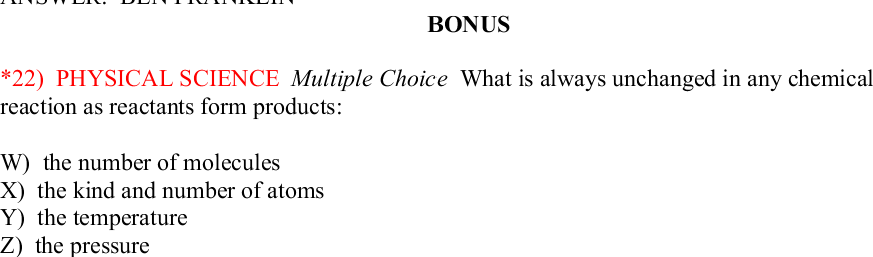 ANSWER: BEN FRANKLIN
BONUS
*22) PHYSICAL SCIENCE Multiple Choice What is always unchanged in any chemical
reaction as reactants form products:
W) the number of molecules
X) the kind and number of atoms
Y) the temperature
Z) the pressure